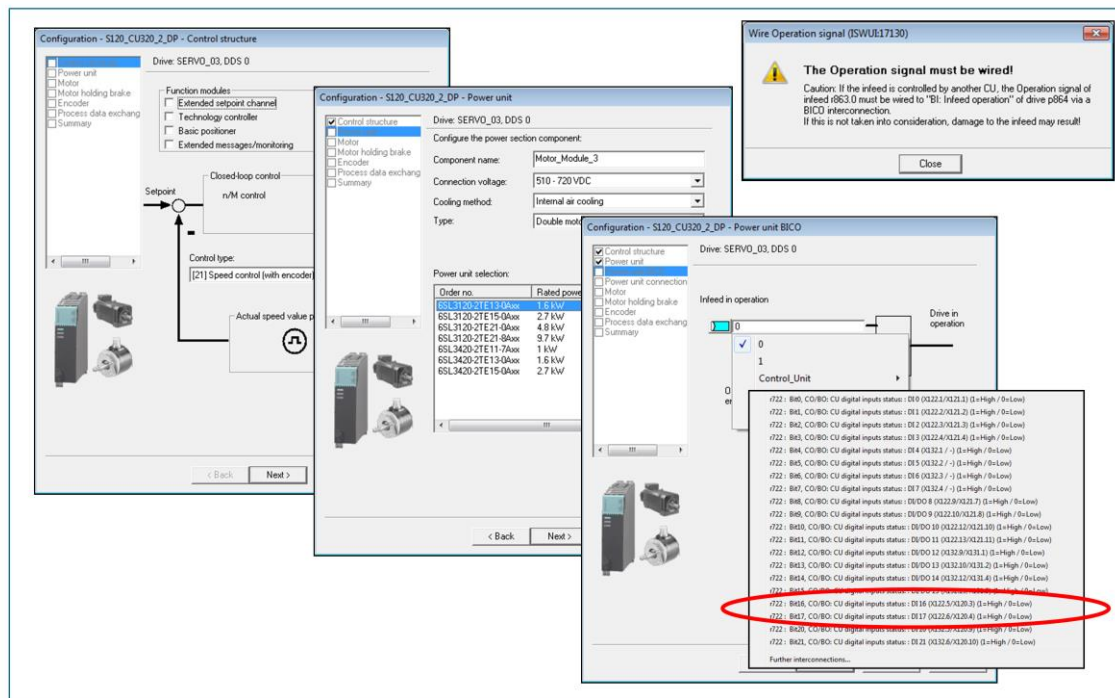 Configuration - S120_CU320_2_DP - Control structure
Power unit
Motor
Motor holding brake
Encoder
Process data exchang
Summary
Drive: SERVO_03, DDS 0
Function modules
Extended setpoint channel
Technology controller
Basic positioner
Extended messages/monitoring
Closed-loop control
n/M control
Setpoint
Control type:
[21] Speed control (with encoder)
Actual speed value p
< Back
Next >
Configuration - S120_CU320_2_DP - Power unit
Control structure
Motor
Motor holding brake
Encoder
Process data exchang
Summary
Drive: SERVO_03, DDS 0
Configure the power section component:
Component name: Motor_Module_3
Connection voltage: 510 - 720 VDC
Cooling method: Internal air cooling
Type: Double moto
Power unit selection:
Order no. Rated powe
6SL3120-2TE13-0Axx 1.6 kW
6SL3120-2TE15-0Axx 2.7 kW
6SL3120-2TE21-0Axx 4.8 kW
6SL3120-2TE21-8Axx 9.7 kW
6SL3420-2TE11-7Axx 1 kW
6SL3420-2TE13-0Axx 1.6 kW
6SL3420-2TE15-0Axx 2.7 kW
< Back
Next >
Wire Operation signal (ISWUI:17130)
The Operation signal must be wired!
Caution: If the infeed is controlled by another CU, the Operation signal of
infeed r863.0 must be wired to "BI: Infeed operation" of drive p864 via a
BICO interconnection.
If this is not taken into consideration, damage to the infeed may result!
Close
Configuration - S120_CU320_2_DP - Power unit BICO
Control structure
Power unit
Power unit connection
Motor
Motor holding brake
Encoder
Process data exchang
Summary
Drive: SERVO_03, DDS 0
Infeed in operation
0
Drive in
operation
0
1
Control_Unit
r722 : Bit0, CO/BO: CU digital inputs status: : DI 0 (X122.1/X121.1) (1=High / 0=Low)
r722 : Bit1, CO/BO: CU digital inputs status: : DI 1 (X122.2/X121.2) (1=High / 0=Low)
r722 : Bit2, CO/BO: CU digital inputs status: : DI 2 (X122.3/X121.3) (1=High / 0=Low)
r722 : Bit3, CO/BO: CU digital inputs status: : DI 3 (X122.4/X121.4) (1=High / 0=Low)
r722 : Bit4, CO/BO: CU digital inputs status: : DI 4 (X132.1 / -) (1=High / 0=Low)
r722 : Bit5, CO/BO: CU digital inputs status: : DI 5 (X132.2 / -) (1=High / 0=Low)
r722 : Bit6, CO/BO: CU digital inputs status: : DI 6 (X132.3 / -) (1=High / 0=Low)
r722 : Bit7, CO/BO: CU digital inputs status: : DI 7 (X132.4 / -) (1=High / 0=Low)
r722 : Bit8, CO/BO: CU digital inputs status: : DI/DO 8 (X122.9/X121.7) (1=High / 0=Low)
r722 : Bit9, CO/BO: CU digital inputs status: : DI/DO 9 (X122.10/X121.8) (1=High / 0=Low)
r722 : Bit10, CO/BO: CU digital inputs status: : DI/DO 10 (X122.12/X121.10) (1=High / 0=Low)
r722 : Bit11, CO/BO: CU digital inputs status: : DI/DO 11 (X122.13/X121.11) (1=High / 0=Low)
r722 : Bit12, CO/BO: CU digital inputs status: : DI/DO 12 (X132.9/X131.1) (1=High / 0=Low)
r722 : Bit13, CO/BO: CU digital inputs status: : DI/DO 13 (X132.10/X131.2) (1=High / 0=Low)
r722 : Bit14, CO/BO: CU digital inputs status: : DI/DO 14 (X132.12/X131.4) (1=High / 0=Low)
r722 : Bit16, CO/BO: CU digital inputs status: : DI 16 (X122.5/X120.3) (1=High / 0=Low)
r722 : Bit17, CO/BO: CU digital inputs status: : DI 17 (X122.6/X120.4) (1=High / 0=Low)
r722 : Bit20, CO/BO: CU digital inputs status: : (1=High / 0=Low)
r722 : Bit21, CO/BO: CU digital inputs status: : DI 21 (X132.6/X120.10) (1=High / 0=Low)
Further interconnections...